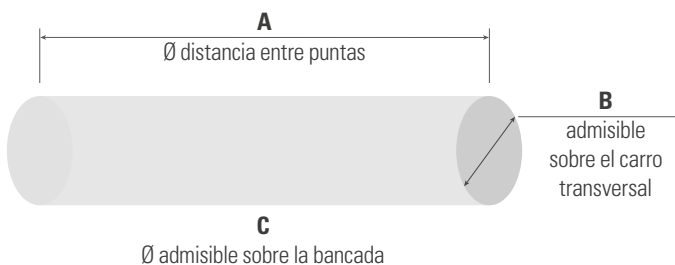 A
Ø distancia entre puntas
B
admisible
sobre el carro
transversal
C
Ø admisible sobre la bancada